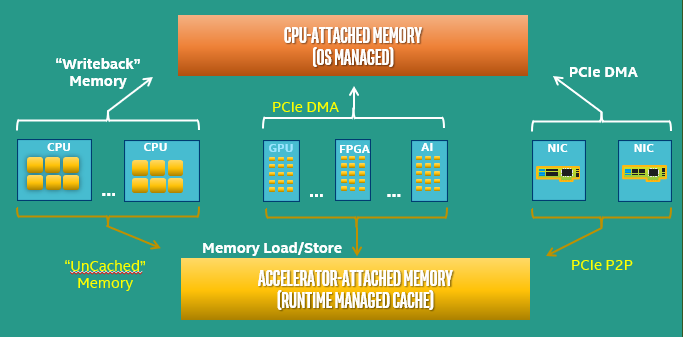 CPU-ATTACHED MEMORY
(OS MANAGED)
“Writeback”
Memory
PCIe DMA
PCIe DMA
CPU
...
CPU
GPU
...
FPGA
...
AI
NIC
NIC
Memory Load/Store
“UnCached”
Memory
PCIe P2P
ACCELERATOR-ATTACHED MEMORY
(RUNTIME MANAGED CACHE)